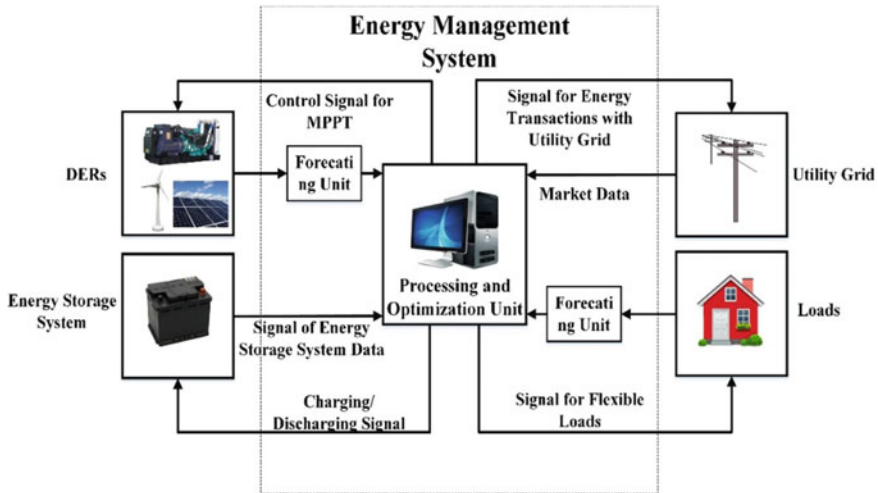 Energy Management
System
Control Signal for
MPPT
Signal for Energy
Transactions with
Utility Grid
DERs
Forecati
ng Unit
Market Data
Utility Grid
Energy Storage
System
Processing and
Optimization Unit
Forecati
ng Unit
Loads
Signal of Energy
Storage System Data
Charging/
Discharging Signal
Signal for Flexible
Loads